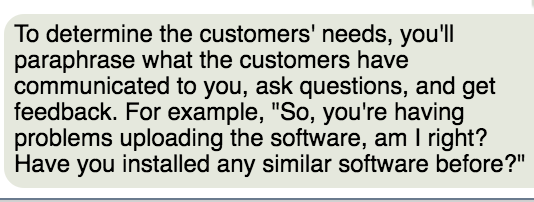 To determine the customers' needs, you'll
paraphrase what the customers have
communicated to you, ask questions, and get
feedback. For example, "So, you're having
problems uploading the software, am I right?
Have you installed any similar software before?"